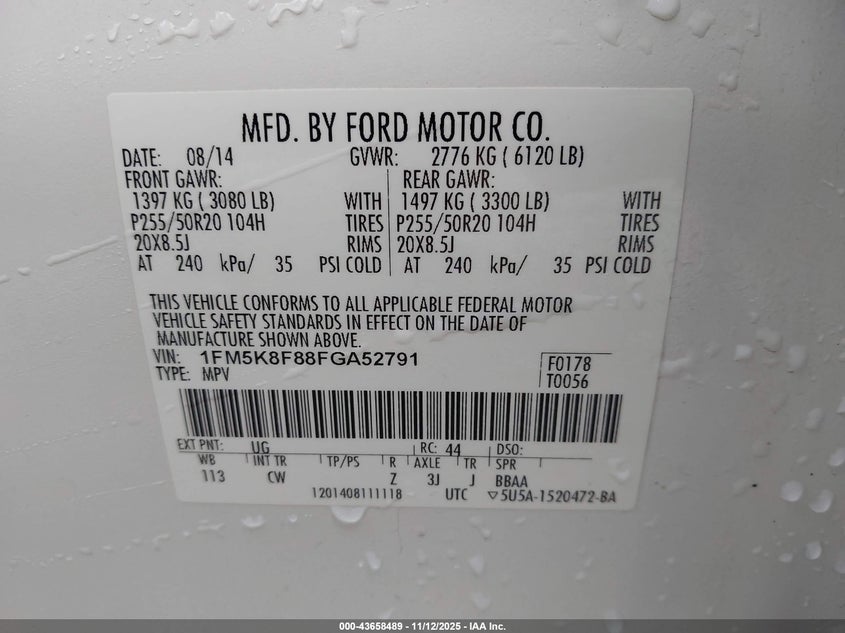 MFD. BY FORD MOTOR CO.
DATE: 08/14 GVWR: 2776 KG ( 6120 LB)
FRONT GAWR: REAR GAWR:
1397 KG ( 3080 LB) WITH 1497 KG ( 3300 LB) WITH
P255/50R20 104H TIRES P255/50R20 104H TIRES
20X8.5J RIMS 20X8.5J RIMS
AT 240 kPa/ 35 PSI COLD AT 240 kPa/ 35 PSI COLD
THIS VEHICLE CONFORMS TO ALL APPLICABLE FEDERAL MOTOR
VEHICLE SAFETY STANDARDS IN EFFECT ON THE DATE OF
MANUFACTURE SHOWN ABOVE.
VIN: 1FM5K8F88FGA52791 F0178
TYPE: MPV T0056
EXT PNT: UG RC: 44 DSO:
WB INT TR TP/PS R AXLE TR SPR
113 CW Z 3J J BBAA
1201408111118 UTC ▽5U5A-1520472-BA
000-43658489 - 11/12/2025 - IAA Inc.